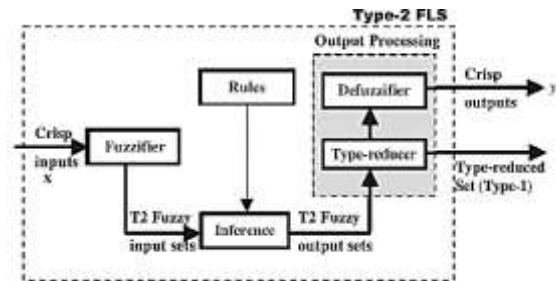 Type-2 FLS
Output Processing
Rules
Defuzzifier
Crisp
outputs
y
Crisp
inputs
x
Fuzzifier
Type-reducer
Type-reduced
Set (Type-1)
T2 Fuzzy
input sets
Inference
T2 Fuzzy
output sets